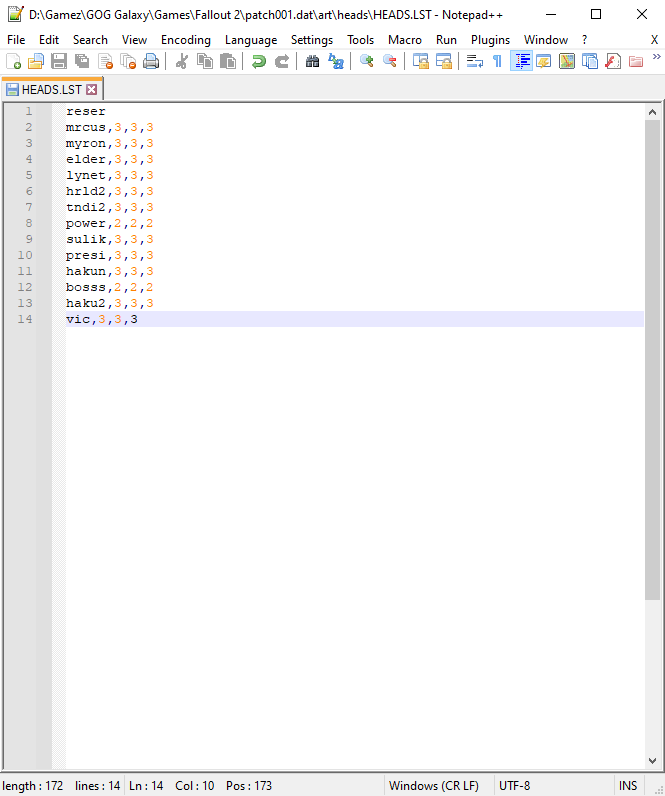 D:\Gamez\GOG Galaxy\Games\Fallout 2\patch001.dat\art\heads\HEADS.LST - Notepad++
File Edit Search View Encoding Language Settings Tools Macro Run Plugins Window ? X
HEADS.LST
1 reser
2 mrcus,3,3,3
3 myron,3,3,3
4 elder,3,3,3
5 lynet,3,3,3
6 hrld2,3,3,3
7 tndi2,3,3,3
8 power,2,2,2
9 sulik,3,3,3
10 presi,3,3,3
11 hakun,3,3,3
12 bosss,2,2,2
13 haku2,3,3,3
14 vic,3,3,3
length : 172 lines : 14 Ln : 14 Col : 10 Pos : 173 Windows (CR LF) UTF-8 INS